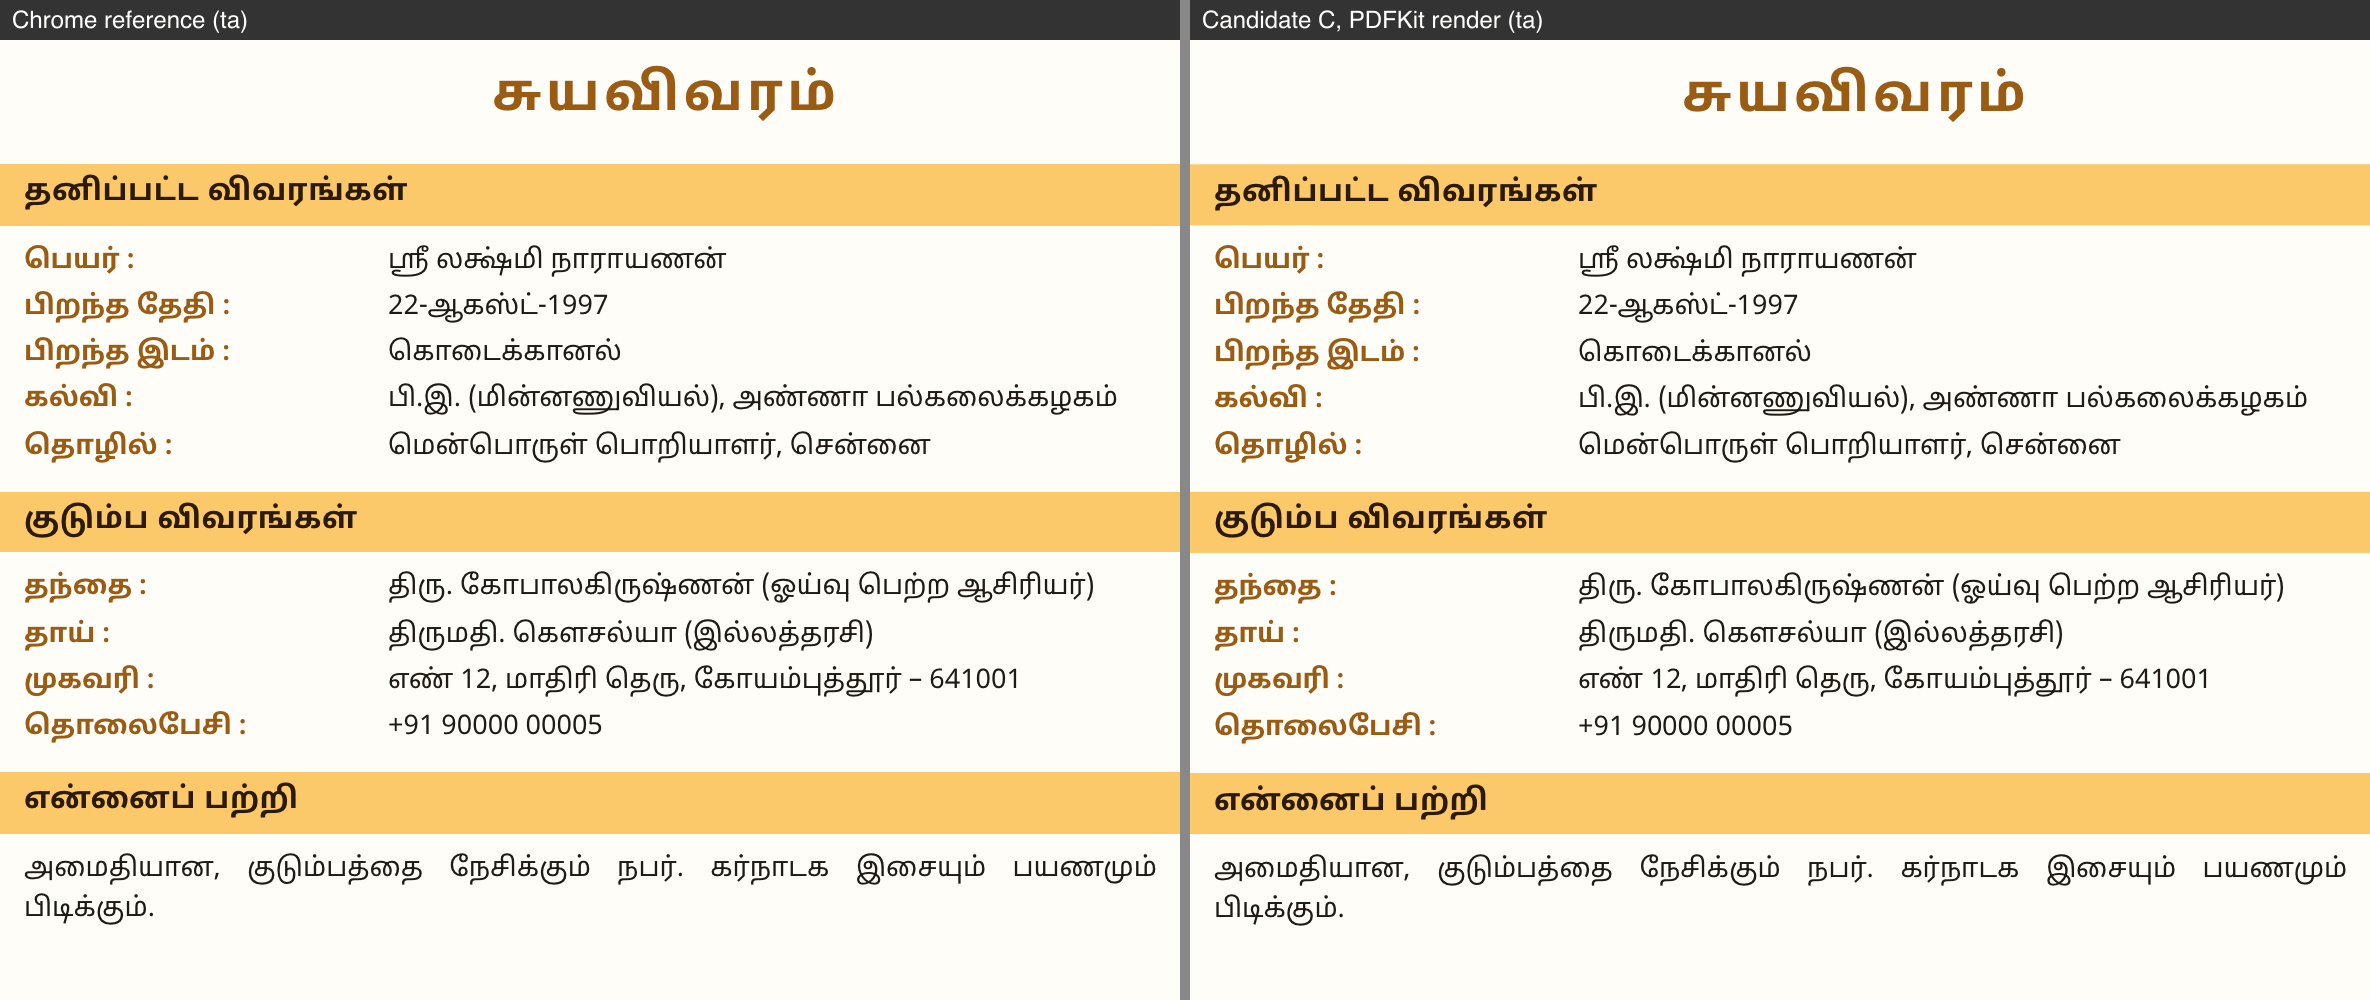 Chrome reference (ta)
சுயவிவரம்
தனிப்பட்ட விவரங்கள்
பெயர் : ஸ்ரீ லக்ஷ்மி நாராயணன்
பிறந்த தேதி : 22-ஆகஸ்ட்-1997
பிறந்த இடம் : கொடைக்கானல்
கல்வி : பி.இ. (மின்னணுவியல்), அண்ணா பல்கலைக்கழகம்
தொழில் : மென்பொருள் பொறியாளர், சென்னை
குடும்ப விவரங்கள்
தந்தை : திரு. கோபாலகிருஷ்ணன் (ஓய்வு பெற்ற ஆசிரியர்)
தாய் : திருமதி. கௌசல்யா (இல்லத்தரசி)
முகவரி : எண் 12, மாதிரி தெரு, கோயம்புத்தூர் – 641001
தொலைபேசி : +91 90000 00005
என்னைப் பற்றி
அமைதியான, குடும்பத்தை நேசிக்கும் நபர். கர்நாடக இசையும் பயணமும்
பிடிக்கும்.
Candidate C, PDFKit render (ta)
சுயவிவரம்
தனிப்பட்ட விவரங்கள்
பெயர் : ஸ்ரீ லக்ஷ்மி நாராயணன்
பிறந்த தேதி : 22-ஆகஸ்ட்-1997
பிறந்த இடம் : கொடைக்கானல்
கல்வி : பி.இ. (மின்னணுவியல்), அண்ணா பல்கலைக்கழகம்
தொழில் : மென்பொருள் பொறியாளர், சென்னை
குடும்ப விவரங்கள்
தந்தை : திரு. கோபாலகிருஷ்ணன் (ஓய்வு பெற்ற ஆசிரியர்)
தாய் : திருமதி. கௌசல்யா (இல்லத்தரசி)
முகவரி : எண் 12, மாதிரி தெரு, கோயம்புத்தூர் – 641001
தொலைபேசி : +91 90000 00005
என்னைப் பற்றி
அமைதியான, குடும்பத்தை நேசிக்கும் நபர். கர்நாடக இசையும் பயணமும்
பிடிக்கும்.